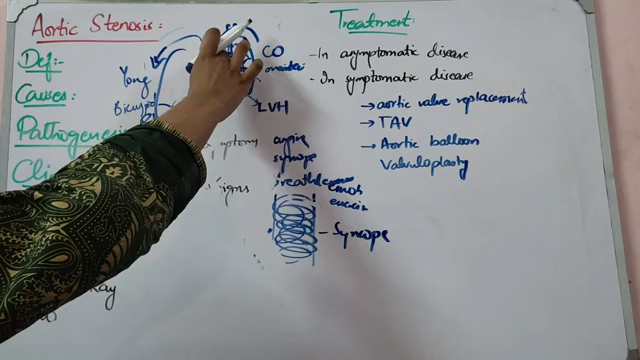 Aortic Stenosis:
Def:-
Causes:
Pathogenesis
Cli
Yong
Bicuspi
CO
LVH
angina
syncope
signs
- Syncope
Treatment:
- In asymptomatic disease
- In symptomatic disease
→ aortic valve replacement
→ TAV
→ Aortic balloon
Valvuloplasty